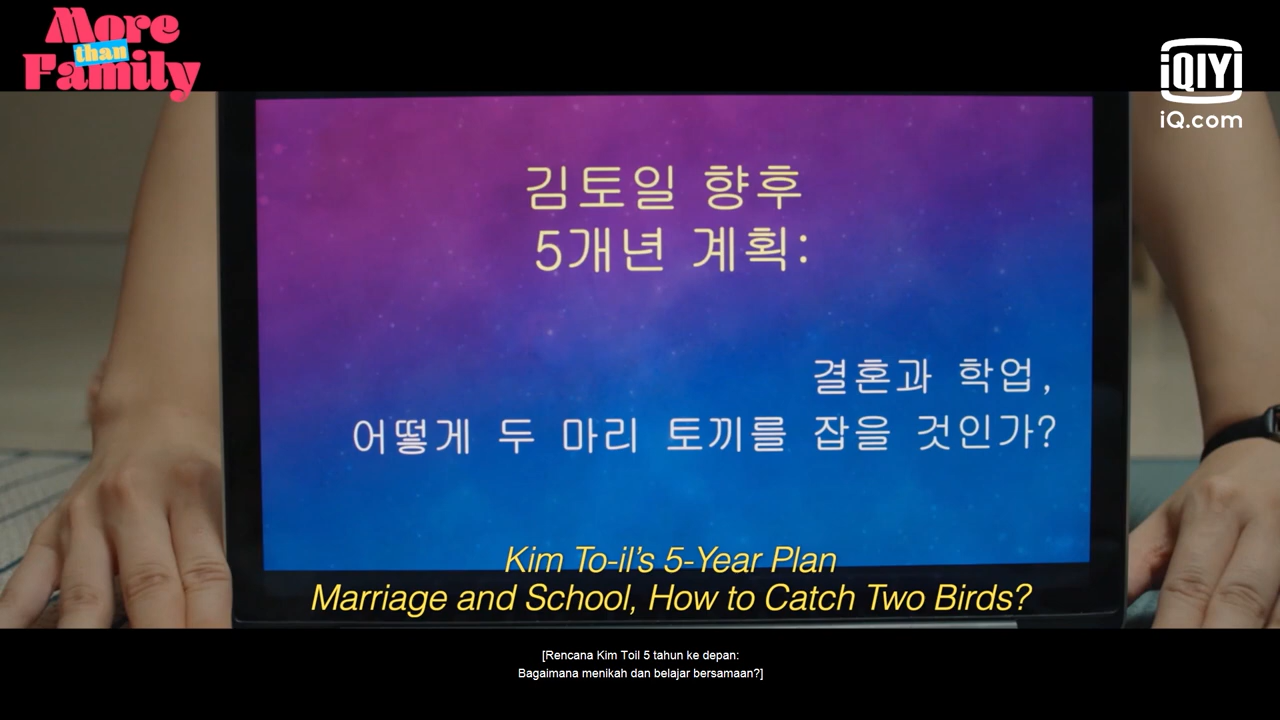 More
than
Family
iQIYI
iQ.com
김토일 향후
5개년 계획:
결혼과 학업,
어떻게 두 마리 토끼를 잡을 것인가?
Kim To-il's 5-Year Plan
Marriage and School, How to Catch Two Birds?
[Rencana Kim Toil 5 tahun ke depan:
Bagaimana menikah dan belajar bersamaan?]